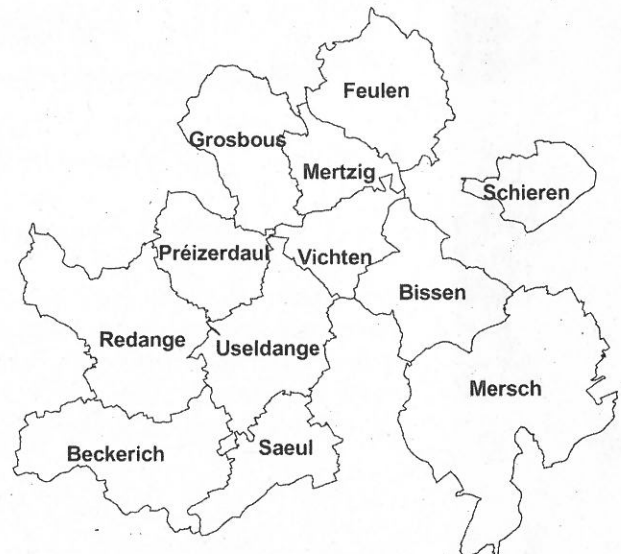 Feulen
Grosbous
Mertzig
Schieren
Préizerdaul
Vichten
Bissen
Redange
Useldange
Mersch
Beckerich
Saeul